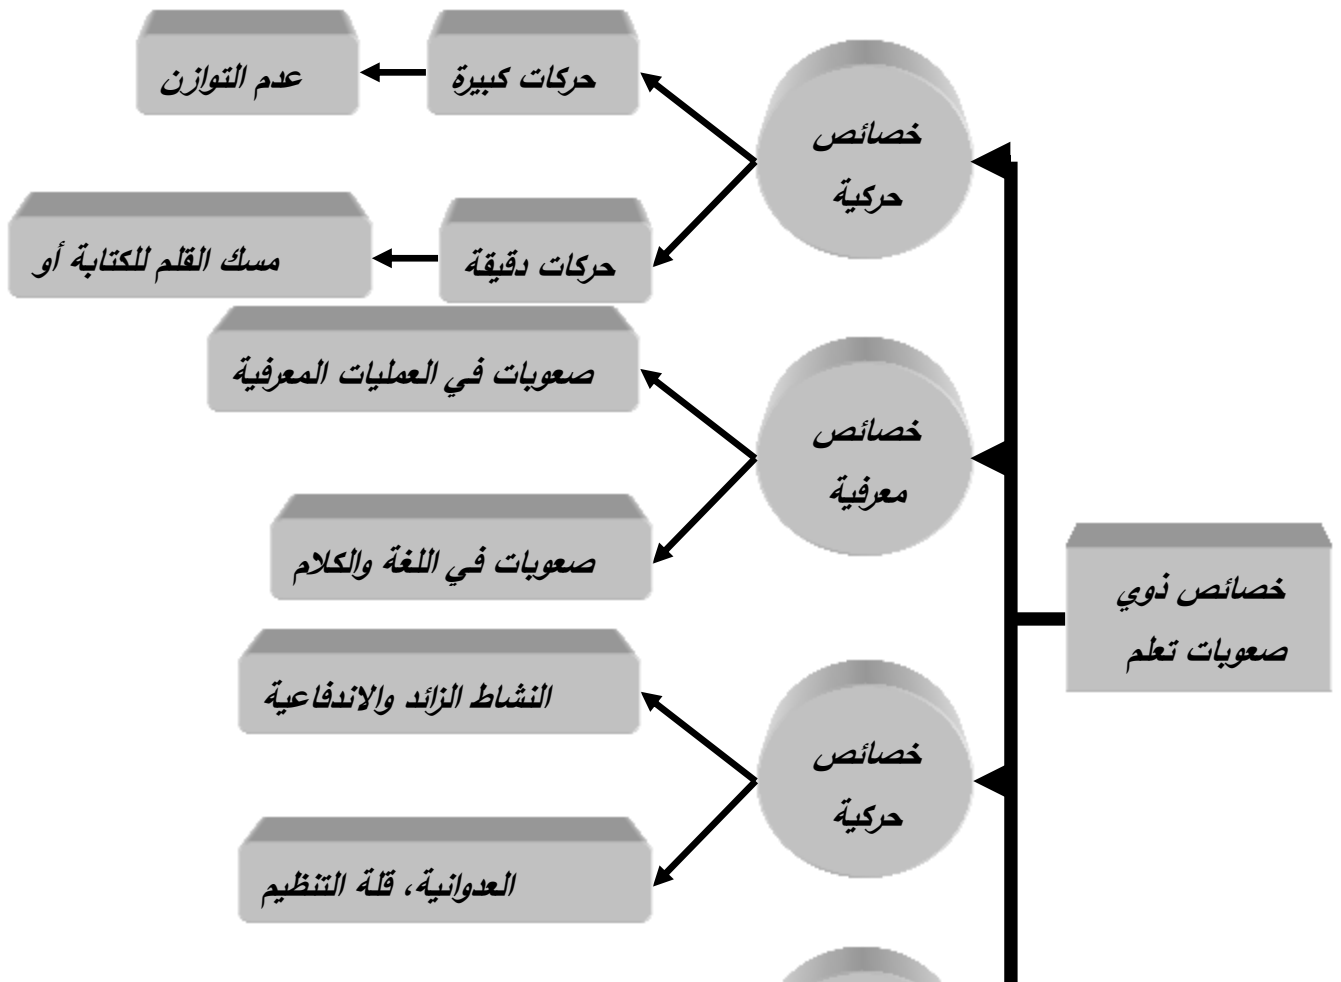 خصائص ذوي
صعوبات تعلم
خصائص
حركية
حركات كبيرة
عدم التوازن
حركات دقيقة
مسك القلم للكتابة أو
خصائص
معرفية
صعوبات في العمليات المعرفية
صعوبات في اللغة والكلام
خصائص
حركية
النشاط الزائد والاندفاعية
العدوانية، قلة التنظيم